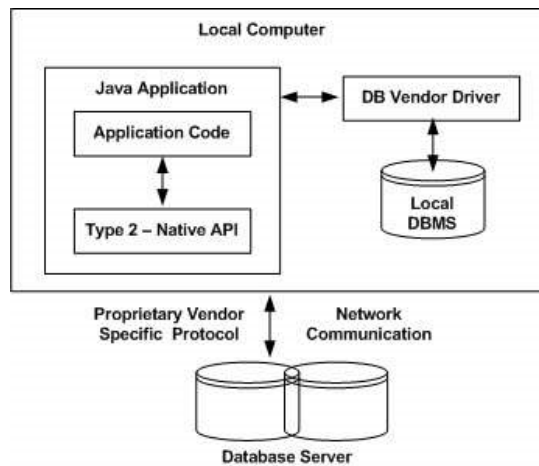 Local Computer
Java Application
Application Code
Type 2 – Native API
DB Vendor Driver
Local
DBMS
Proprietary Vendor
Specific Protocol
Network
Communication
Database Server